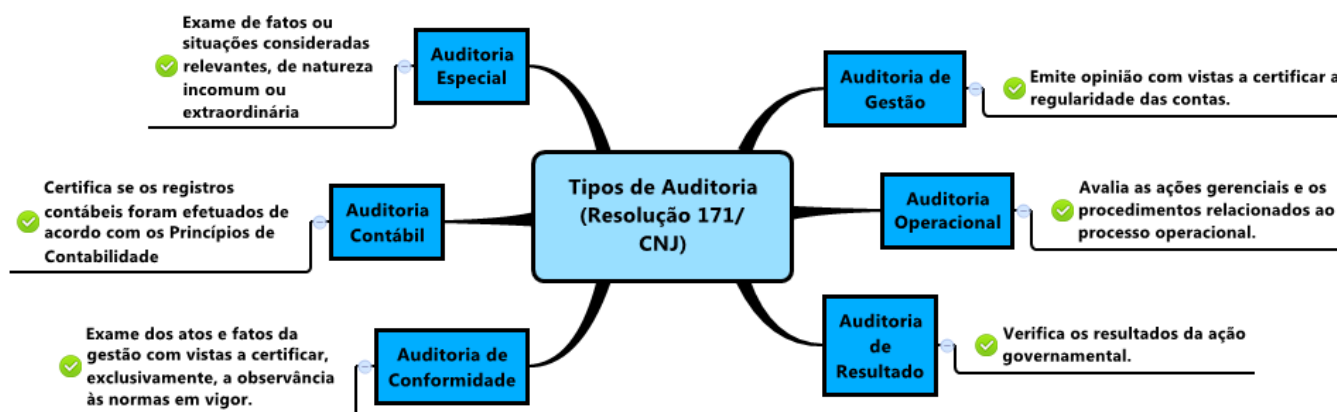 Tipos de Auditoria
(Resolução 171/
CNJ)
Auditoria
Especial
Exame de fatos ou
situações consideradas
relevantes, de natureza
incomum ou
extraordinária
Auditoria
Contábil
Certifica se os registros
contábeis foram efetuados de
acordo com os Princípios de
Contabilidade
Auditoria de
Conformidade
Exame dos atos e fatos da
gestão com vistas a certificar,
exclusivamente, a observância
às normas em vigor.
Auditoria de
Gestão
Emite opinião com vistas a certificar a
regularidade das contas.
Auditoria
Operacional
Avalia as ações gerenciais e os
procedimentos relacionados ao
processo operacional.
Auditoria
de
Resultado
Verifica os resultados da ação
governamental.